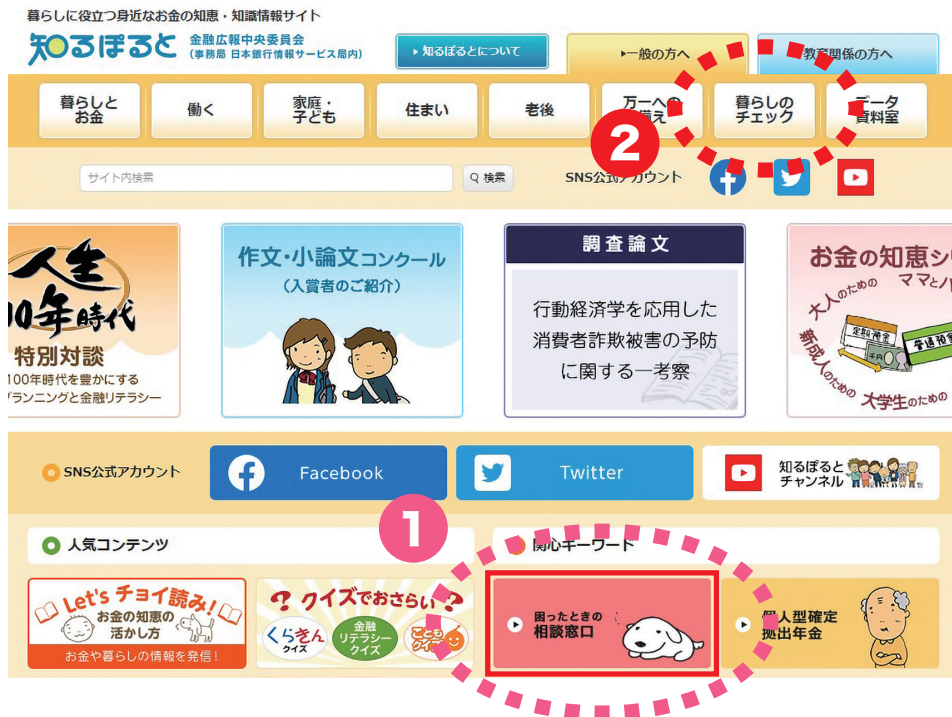 暮らしに役立つ身近なお金の知恵・知識情報サイト
知るぽると
金融広報中央委員会
(事務局 日本銀行情報サービス局内)
知るぽるとについて
一般の方へ
教育関係の方へ
暮らしと
お金
働く
家庭・
子ども
住まい
老後
万一への
備え
暮らしの
チェック
データ
資料室
2
サイト内検索
検索
SNS公式アカウント
人生
00年時代
特別対談
100年時代を豊かにする
プランニングと金融リテラシー
作文・小論文コンクール
(入賞者のご紹介)
調査論文
行動経済学を応用した
消費者詐欺被害の予防
に関する一考察
お金の知恵シ
大人のための
ママと
新成人のための
大学生のための
定期預金
普通預
SNS公式アカウント
Facebook
Twitter
知るぽると
チャンネル
1
人気コンテンツ
関心キーワード
Let's チョイ読み!
お金の知恵の
活かし方
お金や暮らしの情報を発信!
? クイズでおさらい ?
くらきん
クイズ
金融
リテラシー
クイズ
こども
クイズ
困ったときの
相談窓口
個人型確定
拠出年金